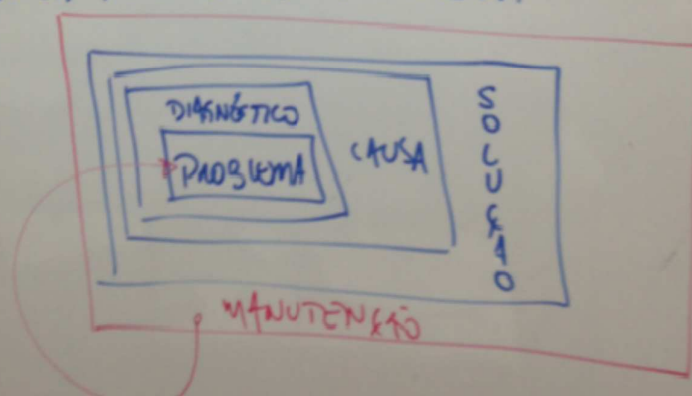 DIAGNÓSTICO
PROBLEMA
CAUSA
SOLUÇÃO
MANUTENÇÃO